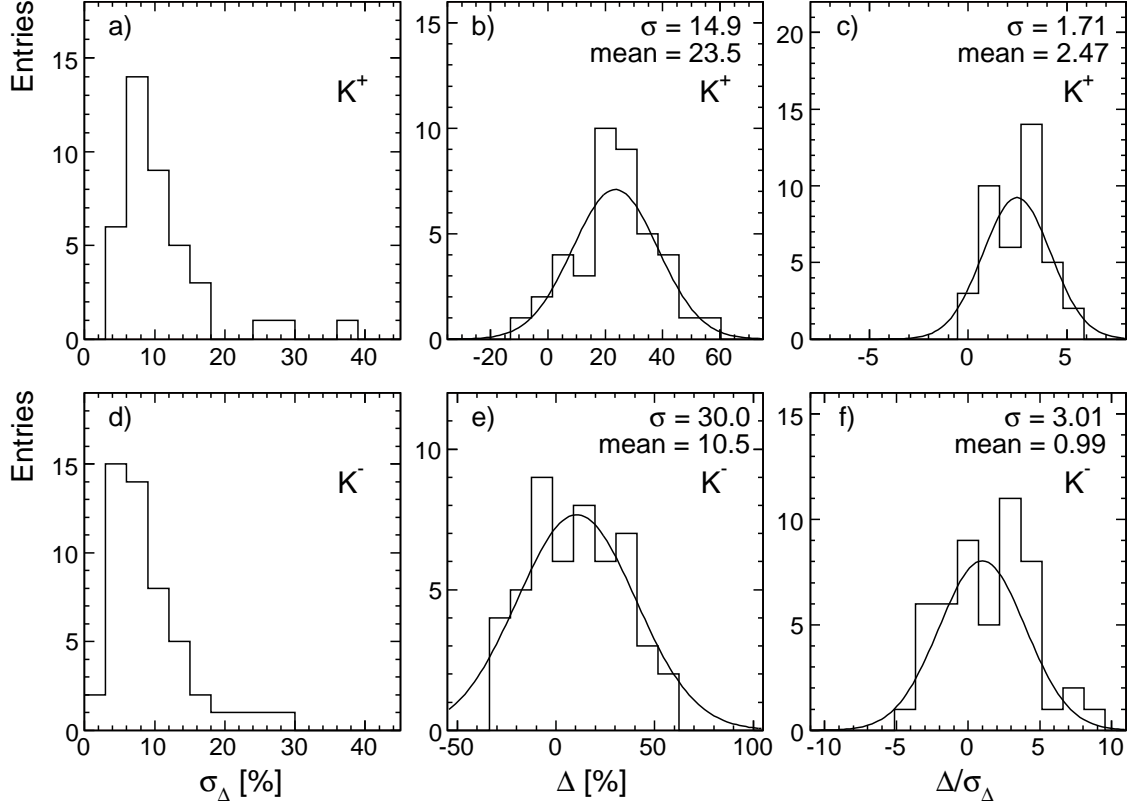 a)
K+
Entries
15
10
5
0
0
10
20
30
40
b)
σ = 14.9
mean = 23.5
K+
15
10
5
0
-20
0
20
40
60
c)
σ = 1.71
mean = 2.47
K+
20
15
10
5
0
-5
0
5
d)
K-
Entries
15
10
5
0
0
10
20
30
40
σΔ [%]
e)
σ = 30.0
mean = 10.5
K-
10
5
0
-50
0
50
100
Δ [%]
f)
σ = 3.01
mean = 0.99
K-
15
10
5
0
-10
-5
0
5
10
Δ/σΔ